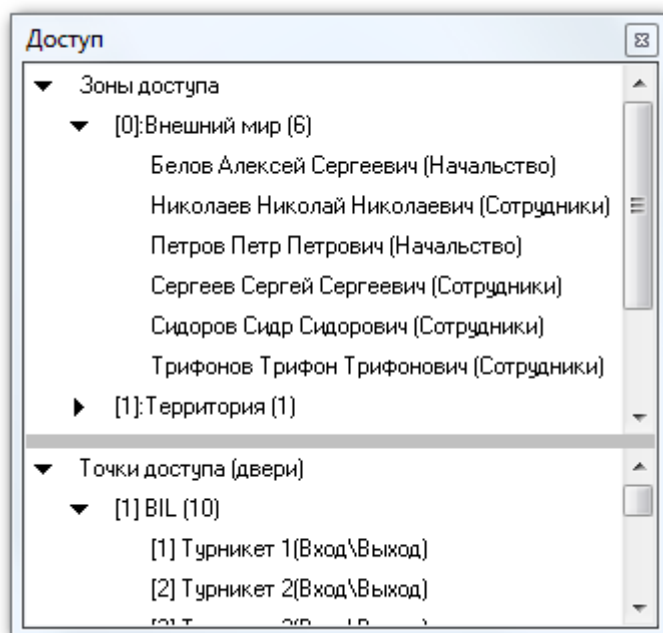 Доступ
Зоны доступа
[0]:Внешний мир (6)
Белов Алексей Сергеевич (Начальство)
Николаев Николай Николаевич (Сотрудники)
Петров Петр Петрович (Начальство)
Сергеев Сергей Сергеевич (Сотрудники)
Сидоров Сидр Сидорович (Сотрудники)
Трифонов Трифон Трифонович (Сотрудники)
[1]:Территория (1)
Точки доступа (двери)
[1] BIL (10)
[1] Турникет 1(Вход\Выход)
[2] Турникет 2(Вход\Выход)